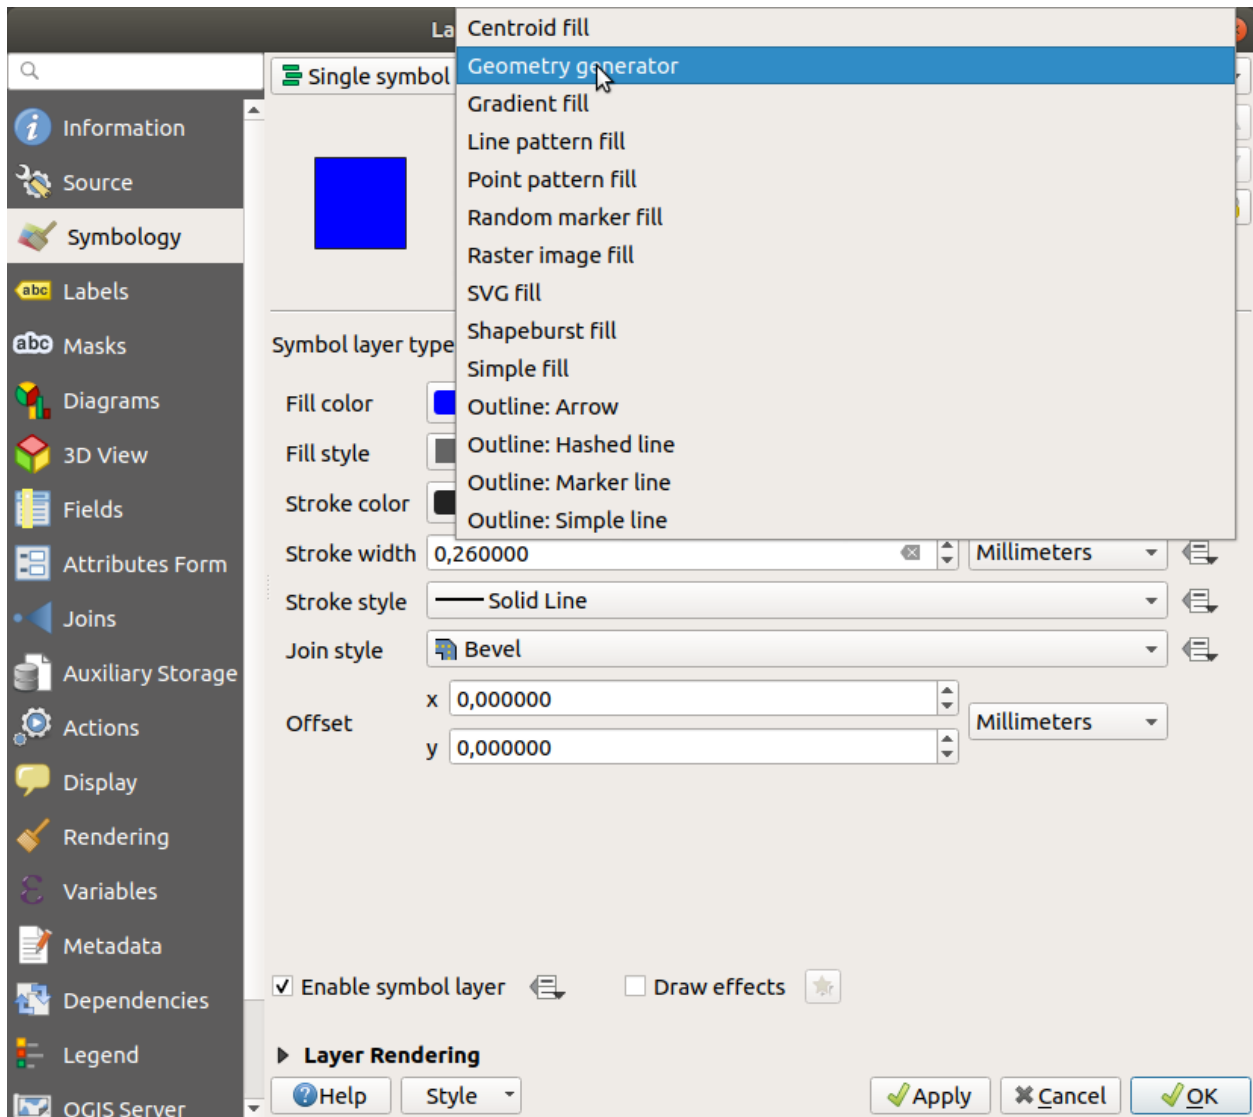 La
Centroid fill
Geometry generator
Gradient fill
Line pattern fill
Point pattern fill
Random marker fill
Raster image fill
SVG fill
Shapeburst fill
Simple fill
Outline: Arrow
Outline: Hashed line
Outline: Marker line
Outline: Simple line
Single symbol
Information
Source
Symbology
Labels
Masks
Diagrams
3D View
Fields
Attributes Form
Joins
Auxiliary Storage
Actions
Display
Rendering
Variables
Metadata
Dependencies
Legend
QGIS Server
Symbol layer type
Fill color
Fill style
Stroke color
Stroke width 0,260000 Millimeters
Stroke style Solid Line
Join style Bevel
Offset
x 0,000000
y 0,000000
Millimeters
Enable symbol layer Draw effects
Layer Rendering
Help Style Apply Cancel OK